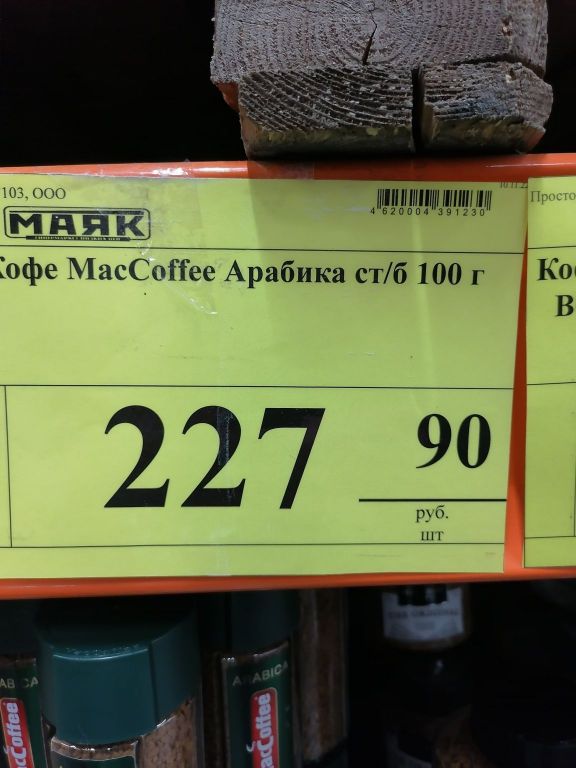 103, ООО
МАЯК
4 620004 391230
Кофе MacCoffee Арабика ст/б 100 г
227 90
руб.
шт
Просто
Ко
В
ARABICA
MacCoffee
ARABICA
MacCoffee